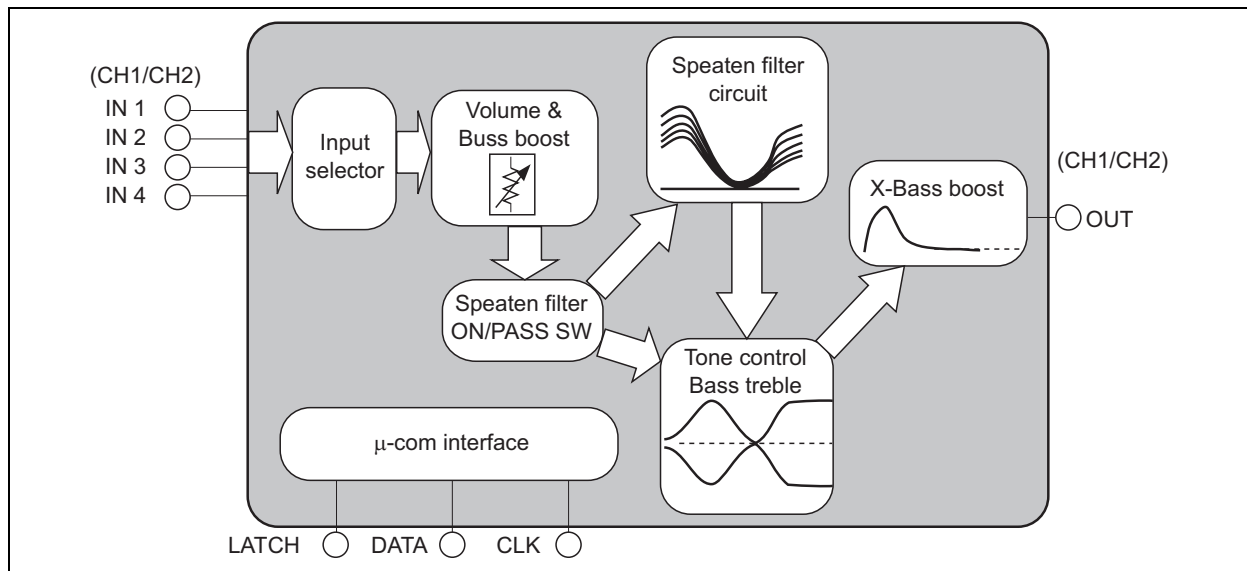 (CH1/CH2)
IN 1
IN 2
IN 3
IN 4
Input
selector
Volume &
Buss boost
Speaten filter
circuit
Speaten filter
ON/PASS SW
Tone control
Bass treble
X-Bass boost
(CH1/CH2)
OUT
μ-com interface
LATCH
DATA
CLK